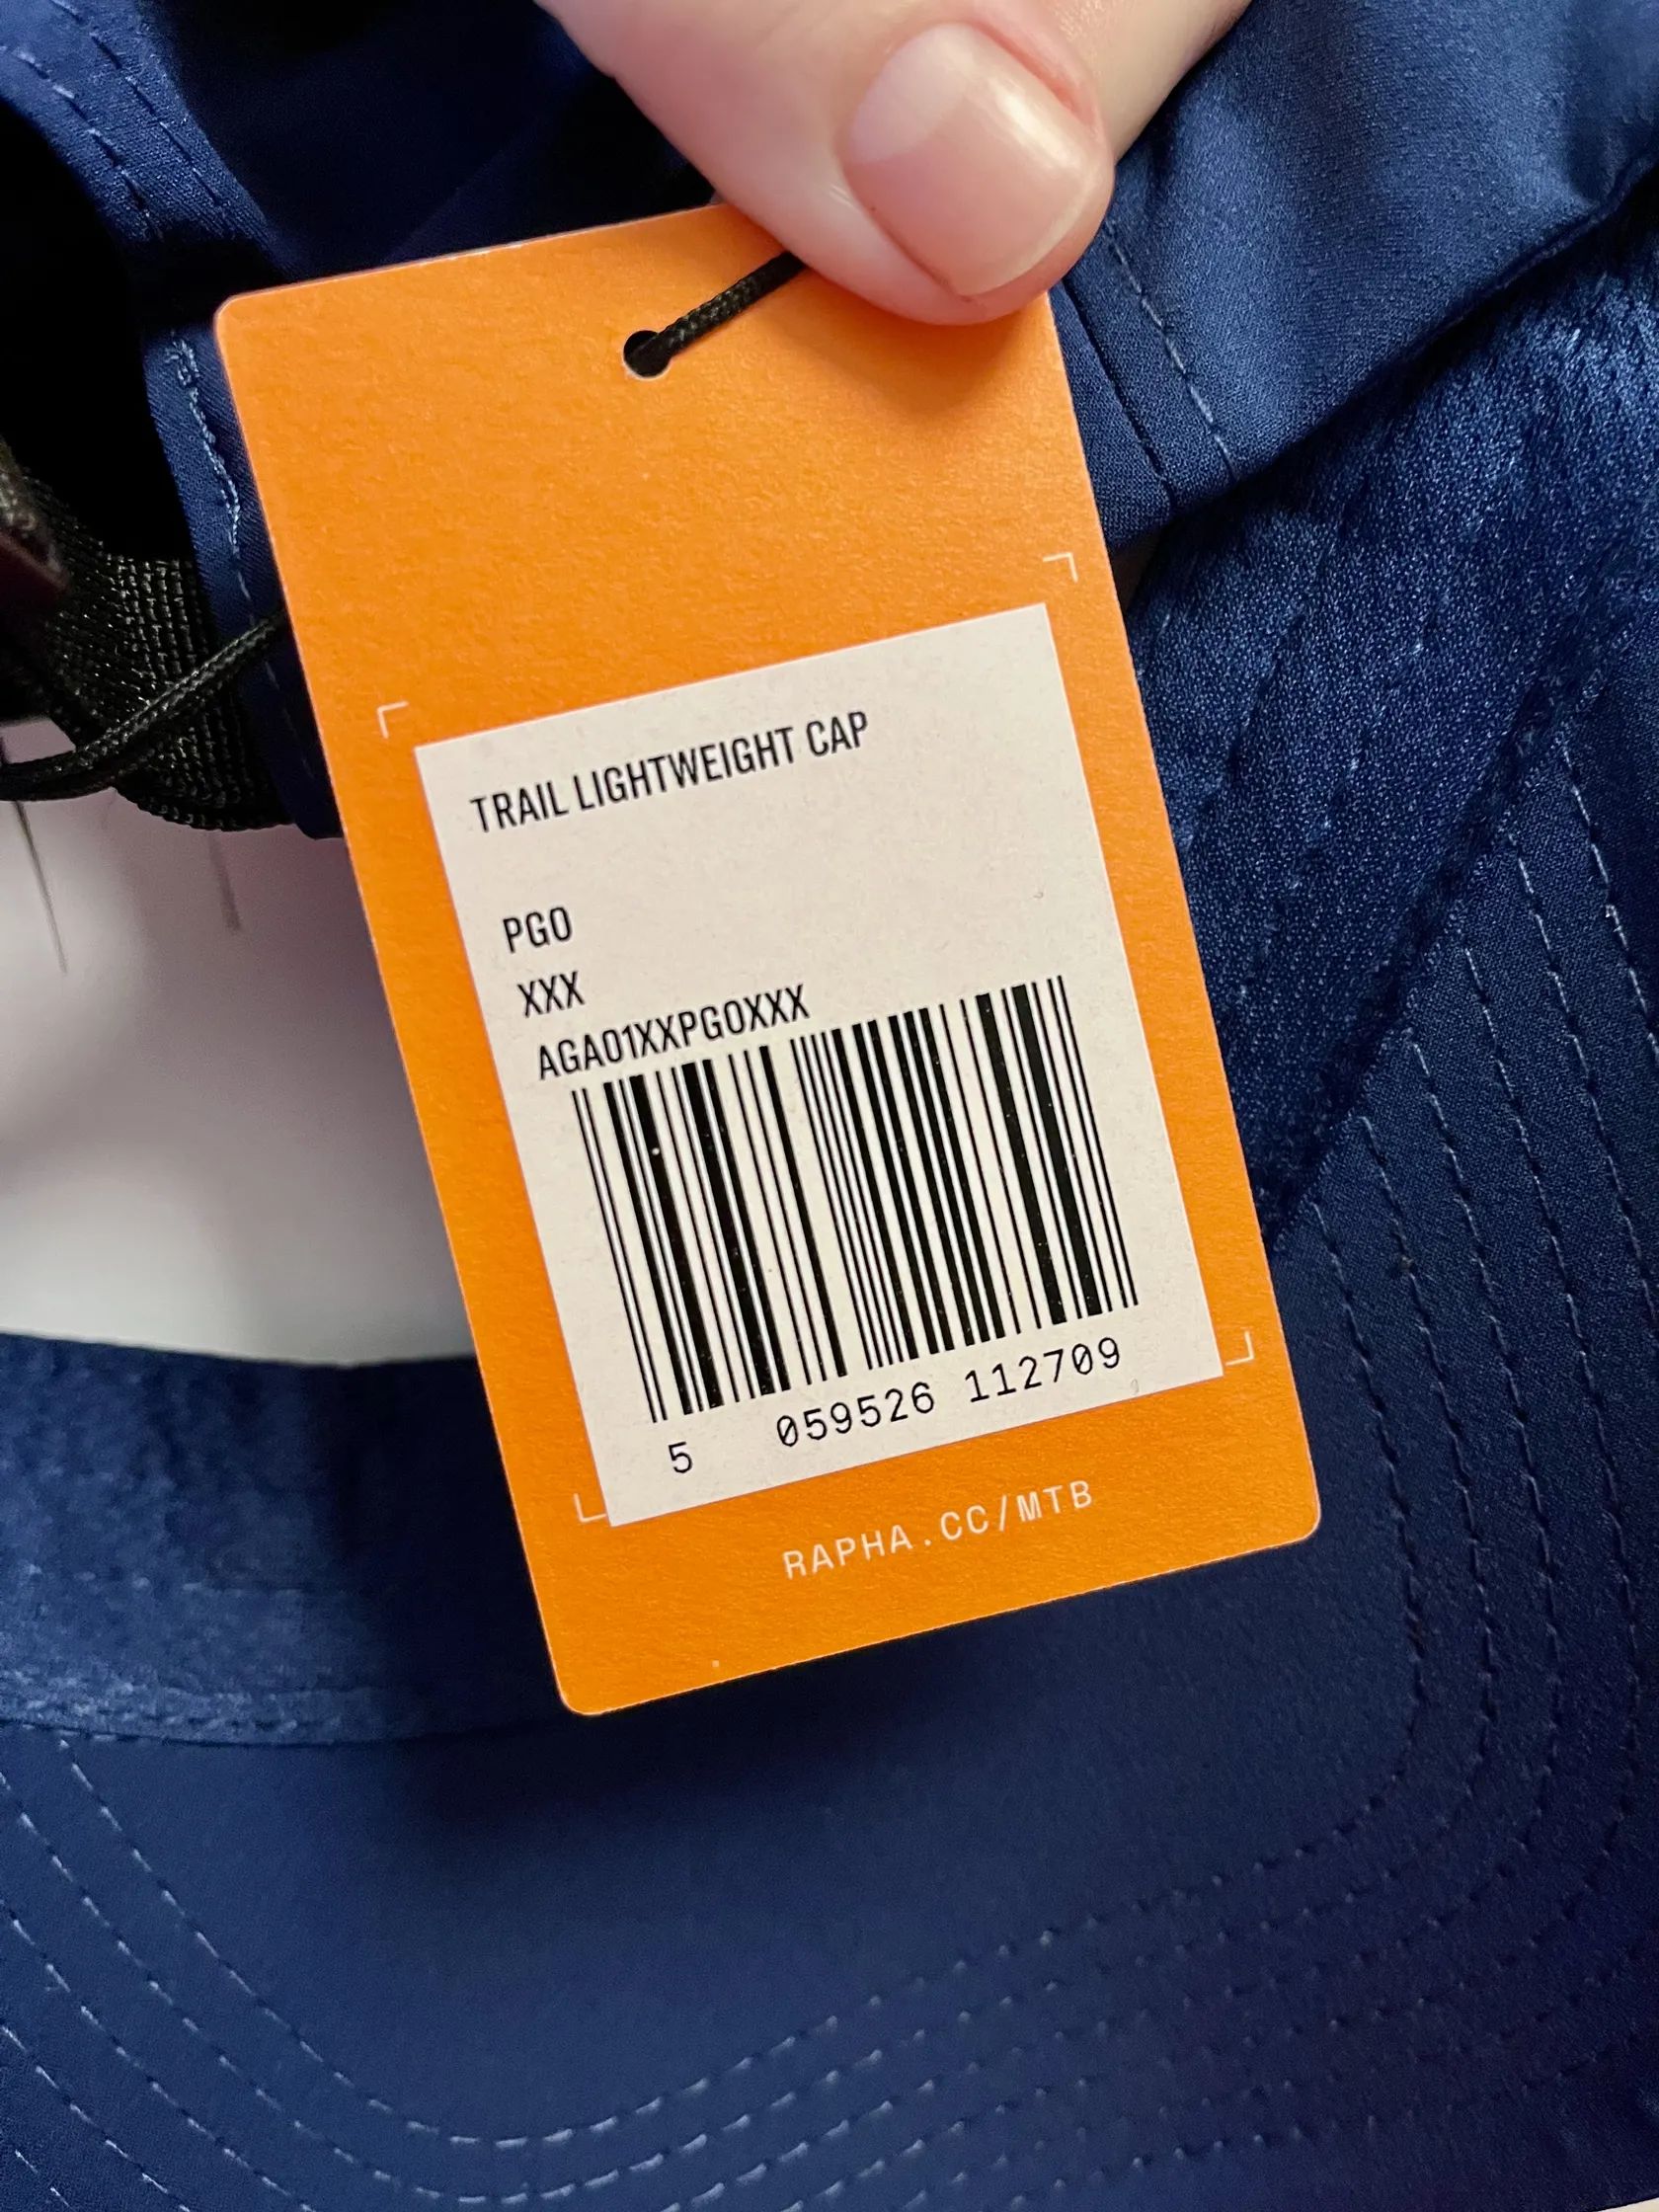 TRAIL LIGHTWEIGHT CAP
PGO
XXX
AGA01XXPGOXXX
5 059526 112709
RAPHA.CC/MTB